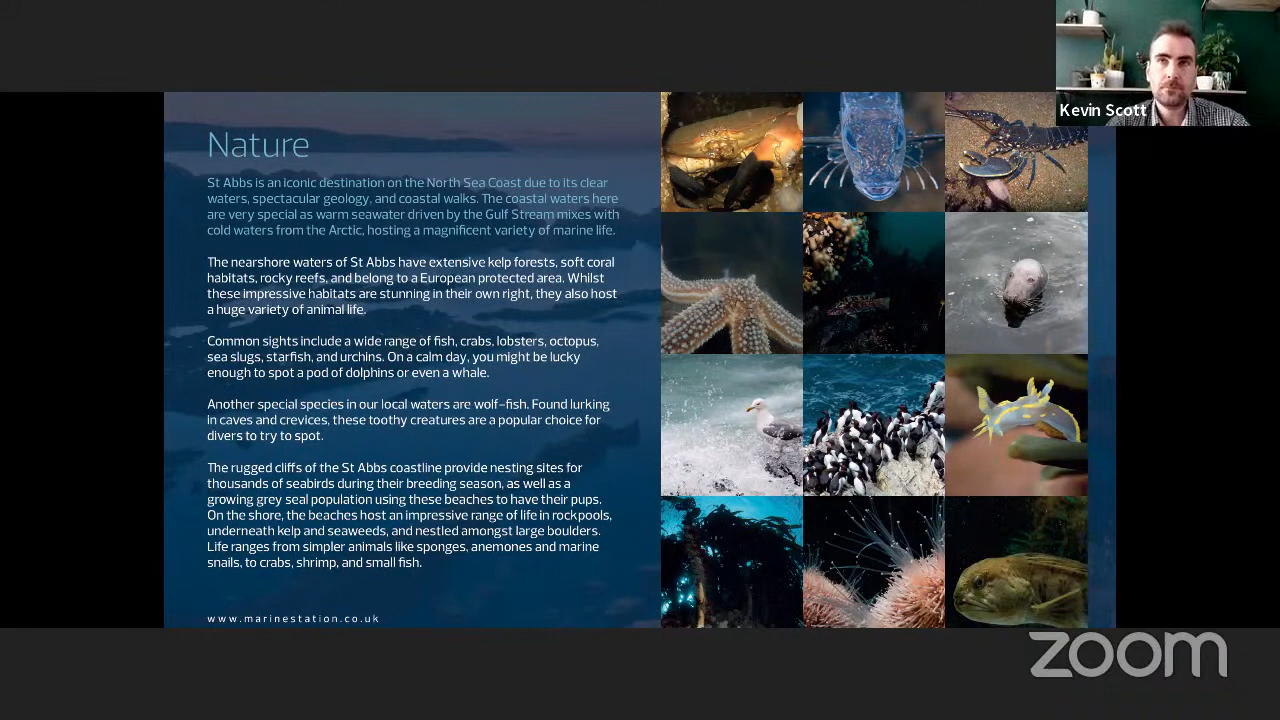 Kevin Scott
Nature
St Abbs is an iconic destination on the North Sea Coast due to its clear
waters, spectacular geology, and coastal walks. The coastal waters here
are very special as warm seawater driven by the Gulf Stream mixes with
cold waters from the Arctic, hosting a magnificent variety of marine life.
The nearshore waters of St Abbs have extensive kelp forests, soft coral
habitats, rocky reefs, and belong to a European protected area. Whilst
these impressive habitats are stunning in their own right, they also host
a huge variety of animal life.
Common sights include a wide range of fish, crabs, lobsters, octopus,
sea slugs, starfish, and urchins. On a calm day, you might be lucky
enough to spot a pod of dolphins or even a whale.
Another special species in our local waters are wolf-fish. Found lurking
in caves and crevices, these toothy creatures are a popular choice for
divers to try to spot.
The rugged cliffs of the St Abbs coastline provide nesting sites for
thousands of seabirds during their breeding season, as well as a
growing grey seal population using these beaches to have their pups.
On the shore, the beaches host an impressive range of life in rockpools,
underneath kelp and seaweeds, and nestled amongst large boulders.
Life ranges from simpler animals like sponges, anemones and marine
snails, to crabs, shrimp, and small fish.
www.marinestation.co.uk
zoom